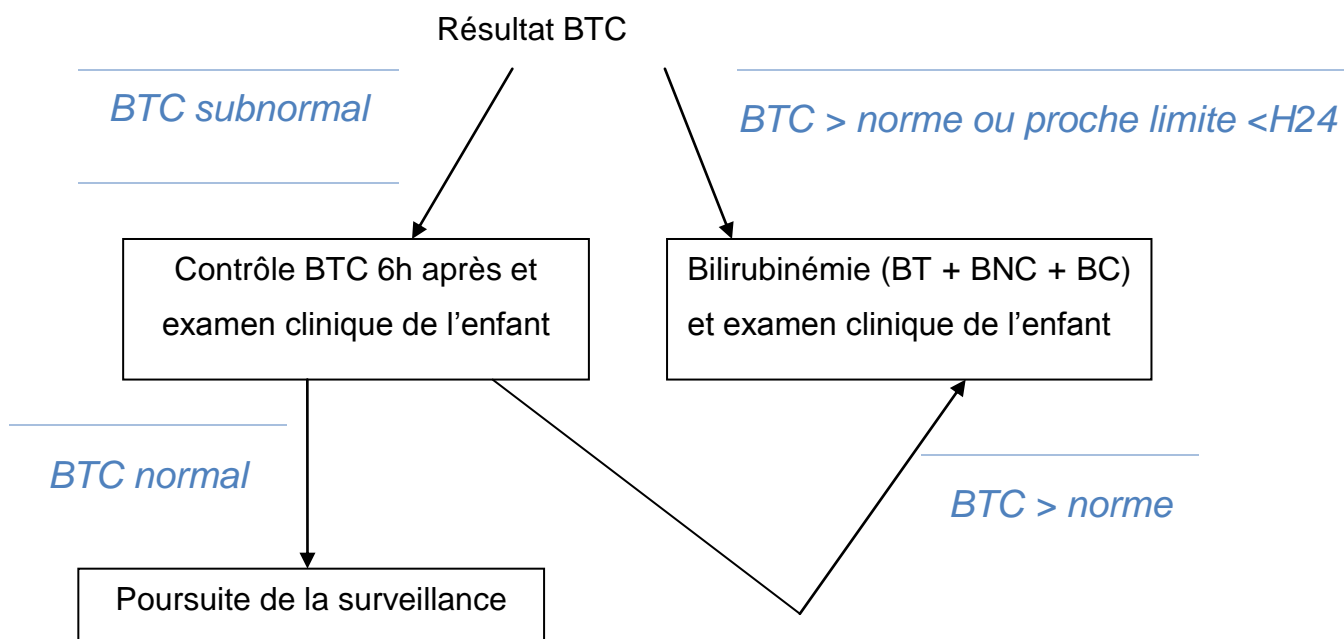 Résultat BTC
BTC subnormal
BTC > norme ou proche limite <H24
Contrôle BTC 6h après et
examen clinique de l’enfant
Bilirubinémie (BT + BNC + BC)
et examen clinique de l’enfant
BTC normal
BTC > norme
Poursuite de la surveillance